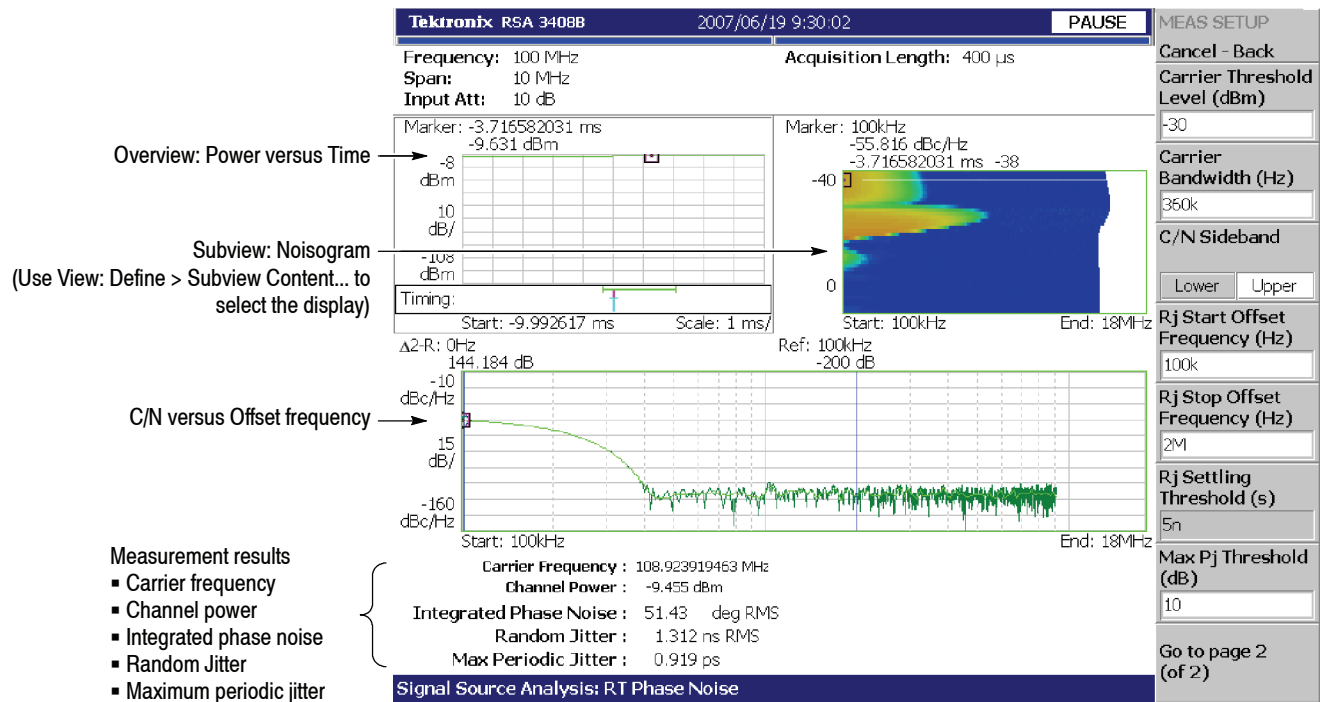 Tektronix RSA 3408B 2007/06/19 9:30:02 PAUSE
Frequency: 100 MHz
Span: 10 MHz
Input Att: 10 dB
Acquisition Length: 400 µs
Marker: -3.716582031 ms
-9.631 dBm
-8
dBm
10
dB/
-108
dBm
Timing:
Start: -9.992617 ms Scale: 1 ms/
Marker: 100kHz
-55.816 dBc/Hz
-3.716582031 ms -38
-40
0
Start: 100kHz End: 18MHz
Overview: Power versus Time
Subview: Noisogram
(Use View: Define > Subview Content... to
select the display)
Δ2-R: 0Hz
144.184 dB
Ref: 100kHz
-200 dB
-10
dBc/Hz
15
dB/
-160
dBc/Hz
Start: 100kHz End: 18MHz
C/N versus Offset frequency
Measurement results
▪ Carrier frequency
▪ Channel power
▪ Integrated phase noise
▪ Random Jitter
▪ Maximum periodic jitter
Carrier Frequency : 108.923919463 MHz
Channel Power : -9.455 dBm
Integrated Phase Noise : 51.43 deg RMS
Random Jitter : 1.312 ns RMS
Max Periodic Jitter : 0.919 ps
Signal Source Analysis: RT Phase Noise
MEAS SETUP
Cancel - Back
Carrier Threshold
Level (dBm)
-30
Carrier
Bandwidth (Hz)
360k
C/N Sideband
Lower Upper
Rj Start Offset
Frequency (Hz)
100k
Rj Stop Offset
Frequency (Hz)
2M
Rj Settling
Threshold (s)
5n
Max Pj Threshold
(dB)
10
Go to page 2
(of 2)